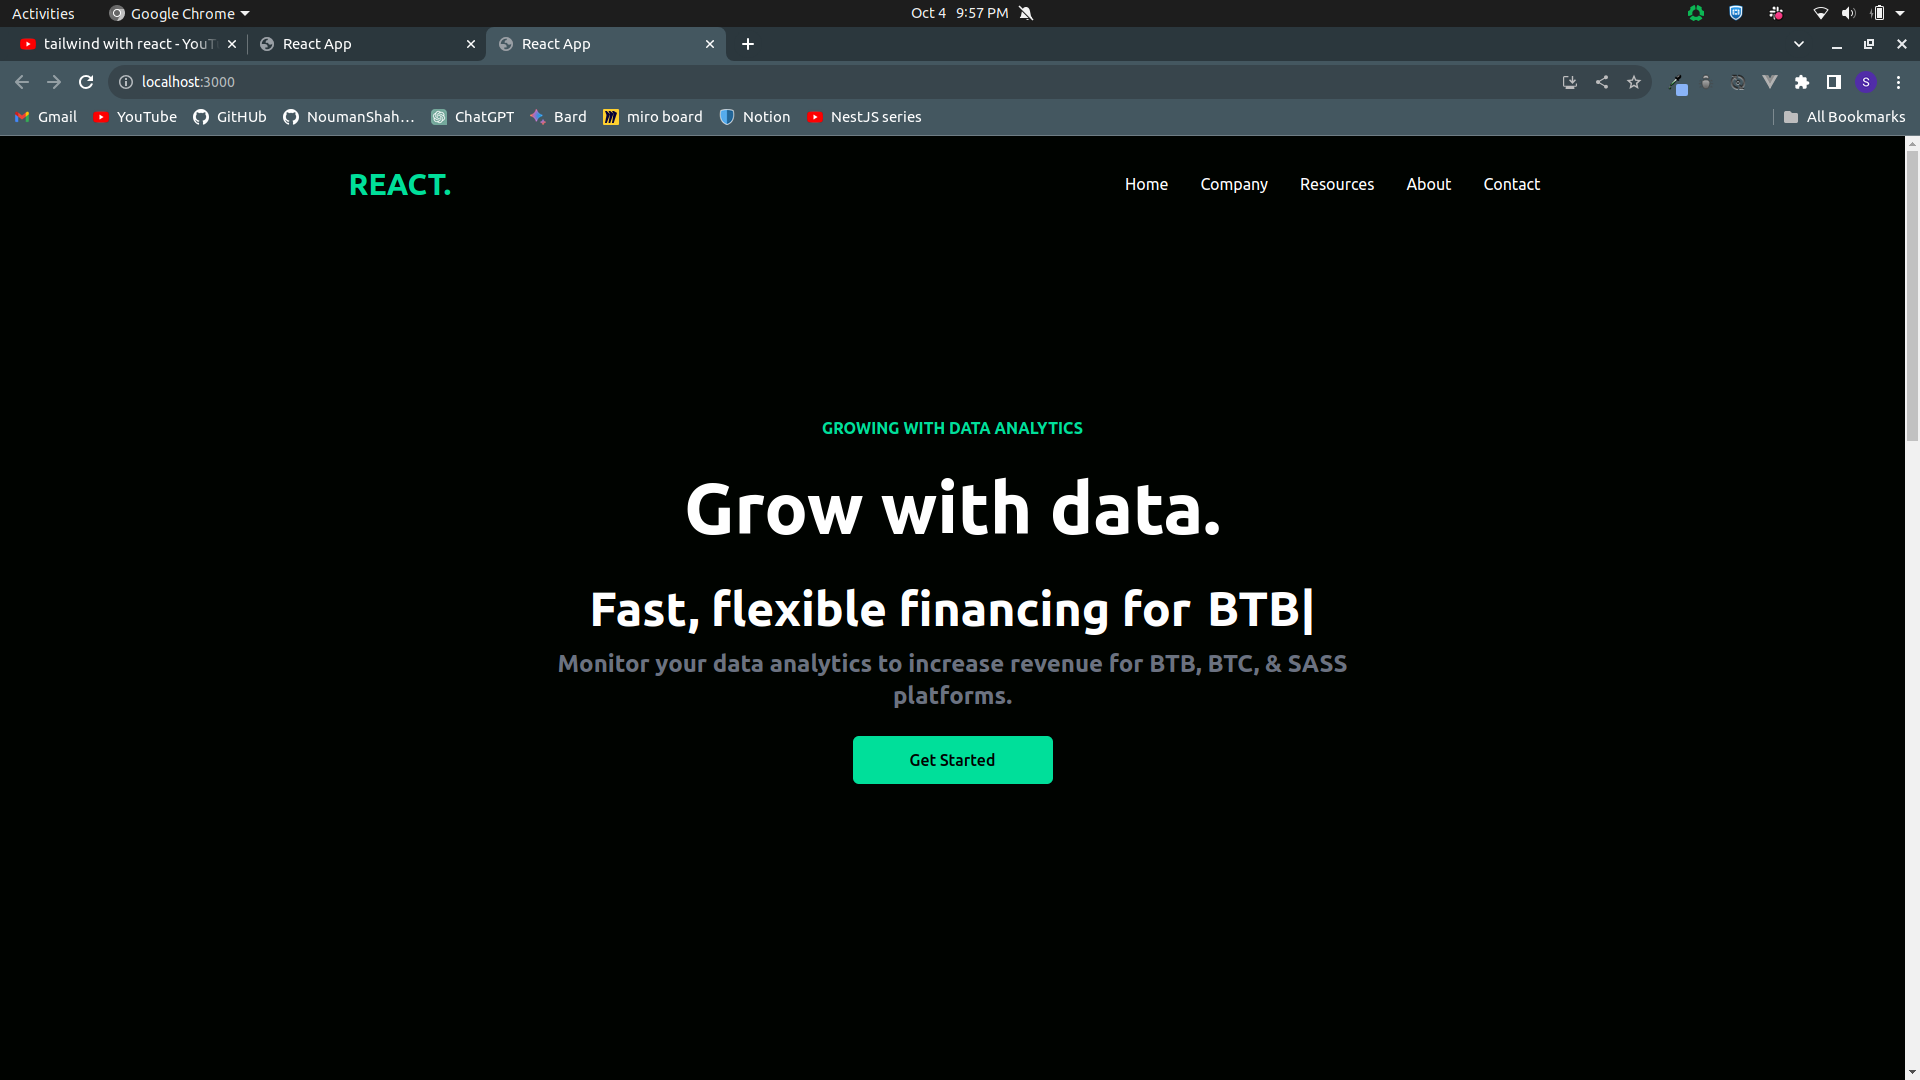 Activities Google Chrome Oct 4 9:57 PM
tailwind with react - YouT React App React App
localhost:3000 S
Gmail YouTube GitHUb NoumanShah... ChatGPT Bard miro board Notion NestJS series All Bookmarks
REACT. Home Company Resources About Contact
GROWING WITH DATA ANALYTICS
Grow with data.
Fast, flexible financing for BTB|
Monitor your data analytics to increase revenue for BTB, BTC, & SASS
platforms.
Get Started